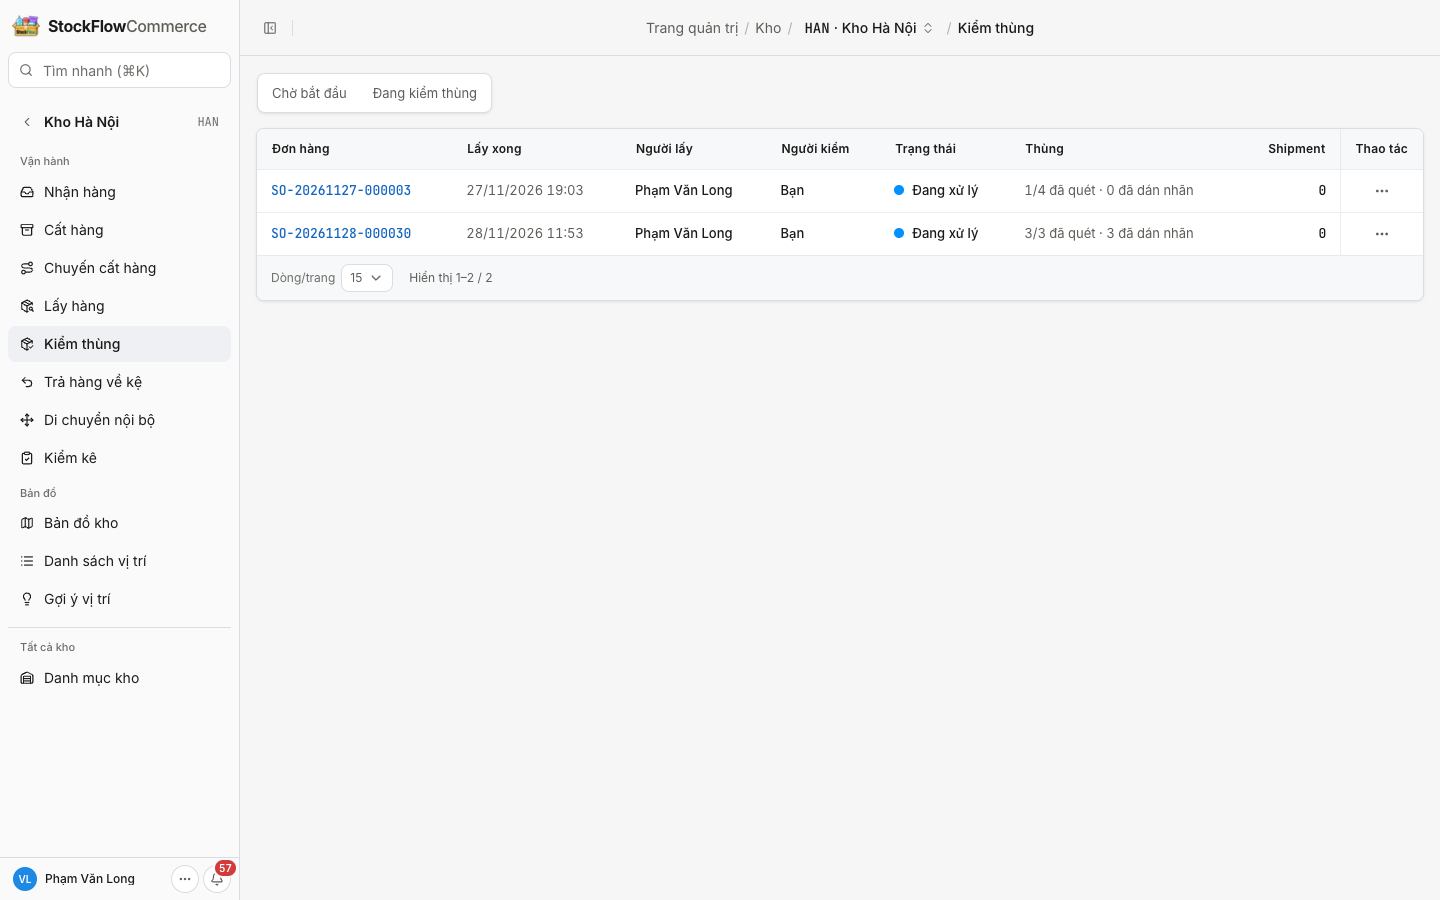 StockFlowCommerce
Tìm nhanh (⌘K)
Kho Hà Nội HAN
Vận hành
Nhận hàng
Cất hàng
Chuyến cất hàng
Lấy hàng
Kiểm thùng
Trả hàng về kệ
Di chuyển nội bộ
Kiểm kê
Bản đồ
Bản đồ kho
Danh sách vị trí
Gợi ý vị trí
Tất cả kho
Danh mục kho
VL Phạm Văn Long 57
Trang quản trị / Kho / HAN · Kho Hà Nội / Kiểm thùng
Chờ bắt đầu Đang kiểm thùng
Đơn hàng Lấy xong Người lấy Người kiểm Trạng thái Thùng Shipment Thao tác
SO-20261127-000003 27/11/2026 19:03 Phạm Văn Long Bạn Đang xử lý 1/4 đã quét · 0 đã dán nhãn 0
SO-20261128-000030 28/11/2026 11:53 Phạm Văn Long Bạn Đang xử lý 3/3 đã quét · 3 đã dán nhãn 0
Dòng/trang 15 Hiển thị 1–2 / 2